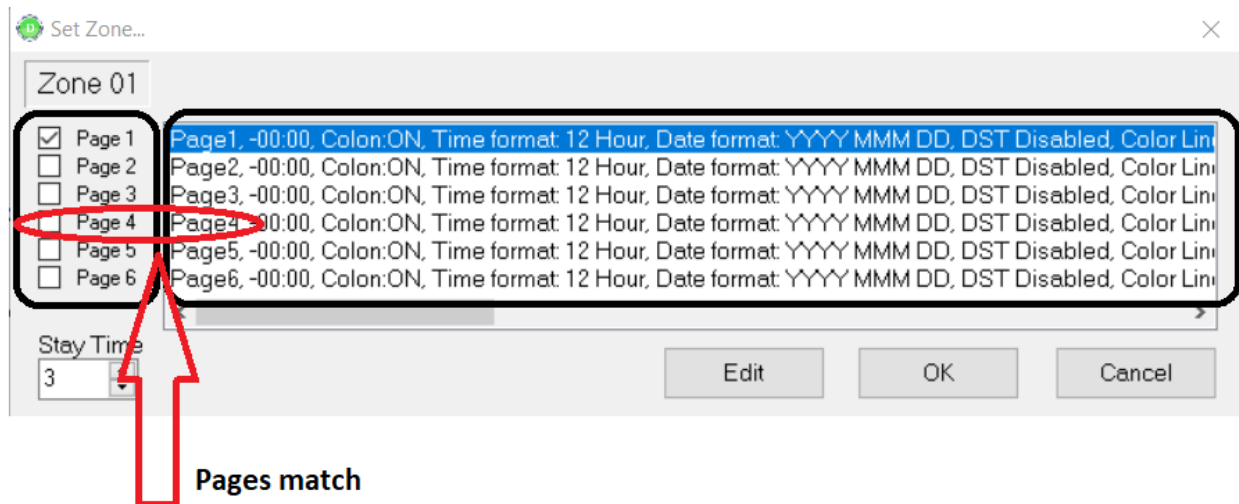 Set Zone...
Zone 01
Page 1 Page1, -00:00, Colon:ON, Time format: 12 Hour, Date format: YYYY MMM DD, DST Disabled, Color Lin
Page 2 Page2, -00:00, Colon:ON, Time format: 12 Hour, Date format: YYYY MMM DD, DST Disabled, Color Lin
Page 3 Page3, -00:00, Colon:ON, Time format: 12 Hour, Date format: YYYY MMM DD, DST Disabled, Color Lin
Page 4 Page4, -00:00, Colon:ON, Time format: 12 Hour, Date format: YYYY MMM DD, DST Disabled, Color Lin
Page 5 Page5, -00:00, Colon:ON, Time format: 12 Hour, Date format: YYYY MMM DD, DST Disabled, Color Lin
Page 6 Page6, -00:00, Colon:ON, Time format: 12 Hour, Date format: YYYY MMM DD, DST Disabled, Color Lin
Stay Time
3 Edit OK Cancel
Pages match